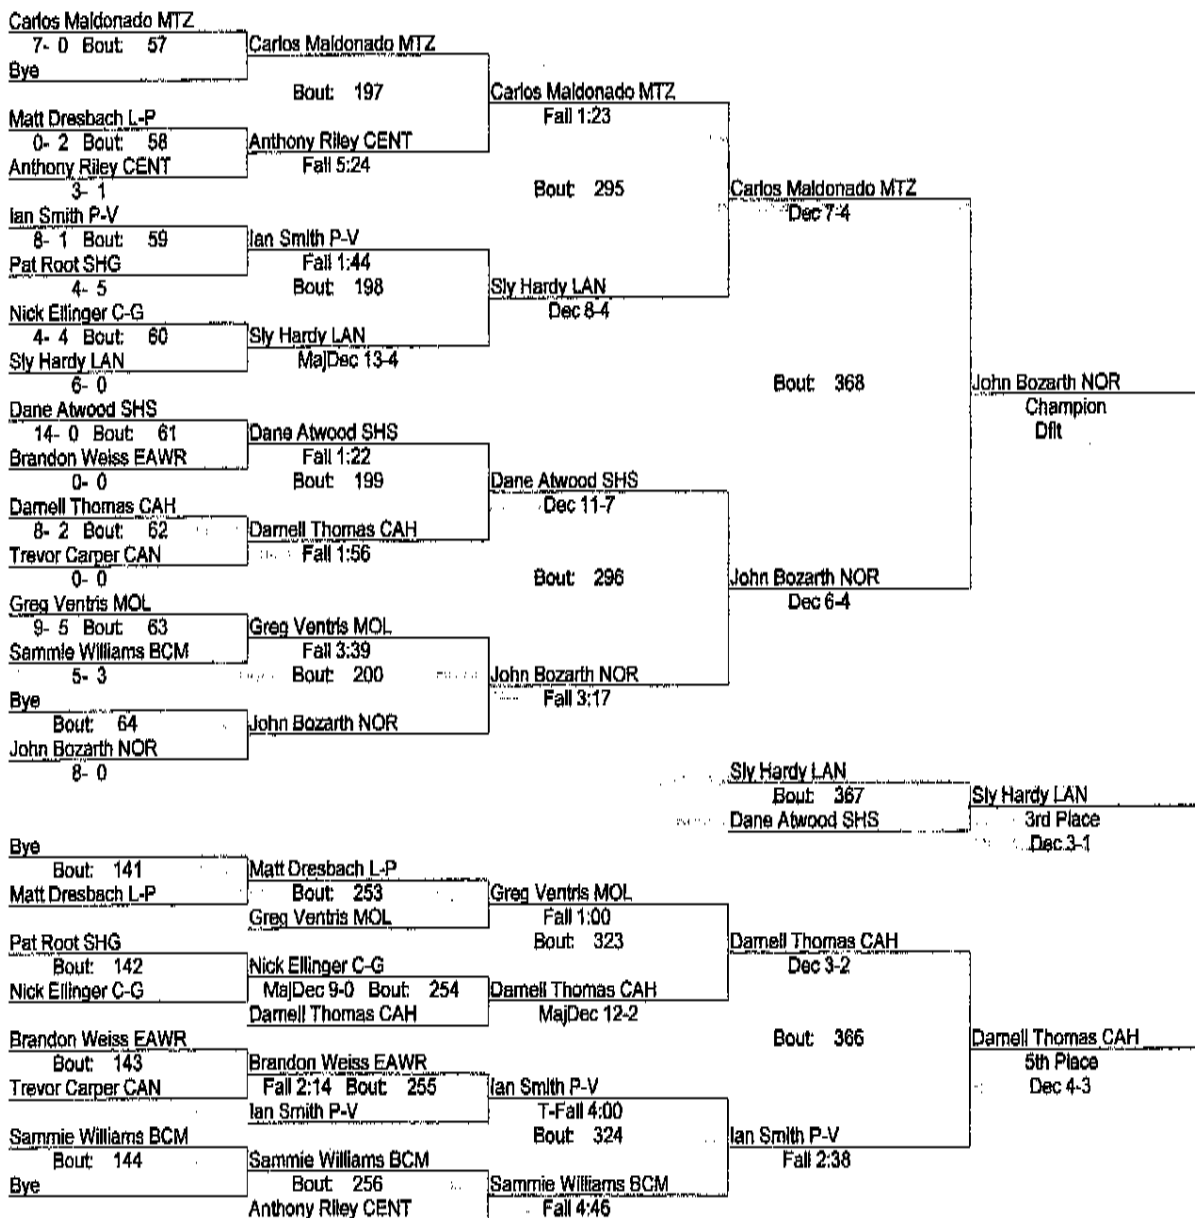 Carlos Maldonado MTZ
7- 0 Bout: 57
Bye
Carlos Maldonado MTZ
Bout: 197
Matt Dresbach L-P
0- 2 Bout: 58
Anthony Riley CENT
3- 1
Anthony Riley CENT
Fall 5:24
Carlos Maldonado MTZ
Fall 1:23
Bout: 295
Ian Smith P-V
8- 1 Bout: 59
Pat Root SHG
4- 5
Ian Smith P-V
Fall 1:44
Bout: 198
Nick Ellinger C-G
4- 4 Bout: 60
Sly Hardy LAN
6- 0
Sly Hardy LAN
MajDec 13-4
Sly Hardy LAN
Dec 8-4
Carlos Maldonado MTZ
Dec 7-4
Bout: 368
John Bozarth NOR
Champion
Dflt
Dane Atwood SHS
14- 0 Bout: 61
Brandon Weiss EAWR
0- 0
Dane Atwood SHS
Fall 1:22
Bout: 199
Darnell Thomas CAH
8- 2 Bout: 62
Trevor Carper CAN
0- 0
Darnell Thomas CAH
Fall 1:56
Dane Atwood SHS
Dec 11-7
Bout: 296
Greg Ventris MOL
9- 5 Bout: 63
Sammie Williams BCM
5- 3
Greg Ventris MOL
Fall 3:39
Bout: 200
Bye
Bout: 64
John Bozarth NOR
8- 0
John Bozarth NOR
John Bozarth NOR
Fall 3:17
John Bozarth NOR
Dec 6-4
Sly Hardy LAN
Bout: 367
Dane Atwood SHS
Sly Hardy LAN
3rd Place
Dec 3-1
Bye
Bout: 141
Matt Dresbach L-P
Matt Dresbach L-P
Bout: 253
Greg Ventris MOL
Greg Ventris MOL
Fall 1:00
Bout: 323
Pat Root SHG
Bout: 142
Nick Ellinger C-G
Nick Ellinger C-G
MajDec 9-0 Bout: 254
Darnell Thomas CAH
Darnell Thomas CAH
MajDec 12-2
Darnell Thomas CAH
Dec 3-2
Bout: 366
Darnell Thomas CAH
5th Place
Dec 4-3
Brandon Weiss EAWR
Bout: 143
Trevor Carper CAN
Brandon Weiss EAWR
Fall 2:14 Bout: 255
Ian Smith P-V
Ian Smith P-V
T-Fall 4:00
Bout: 324
Sammie Williams BCM
Bout: 144
Bye
Sammie Williams BCM
Bout: 256
Anthony Riley CENT
Sammie Williams BCM
Fall 4:46
Ian Smith P-V
Fall 2:38